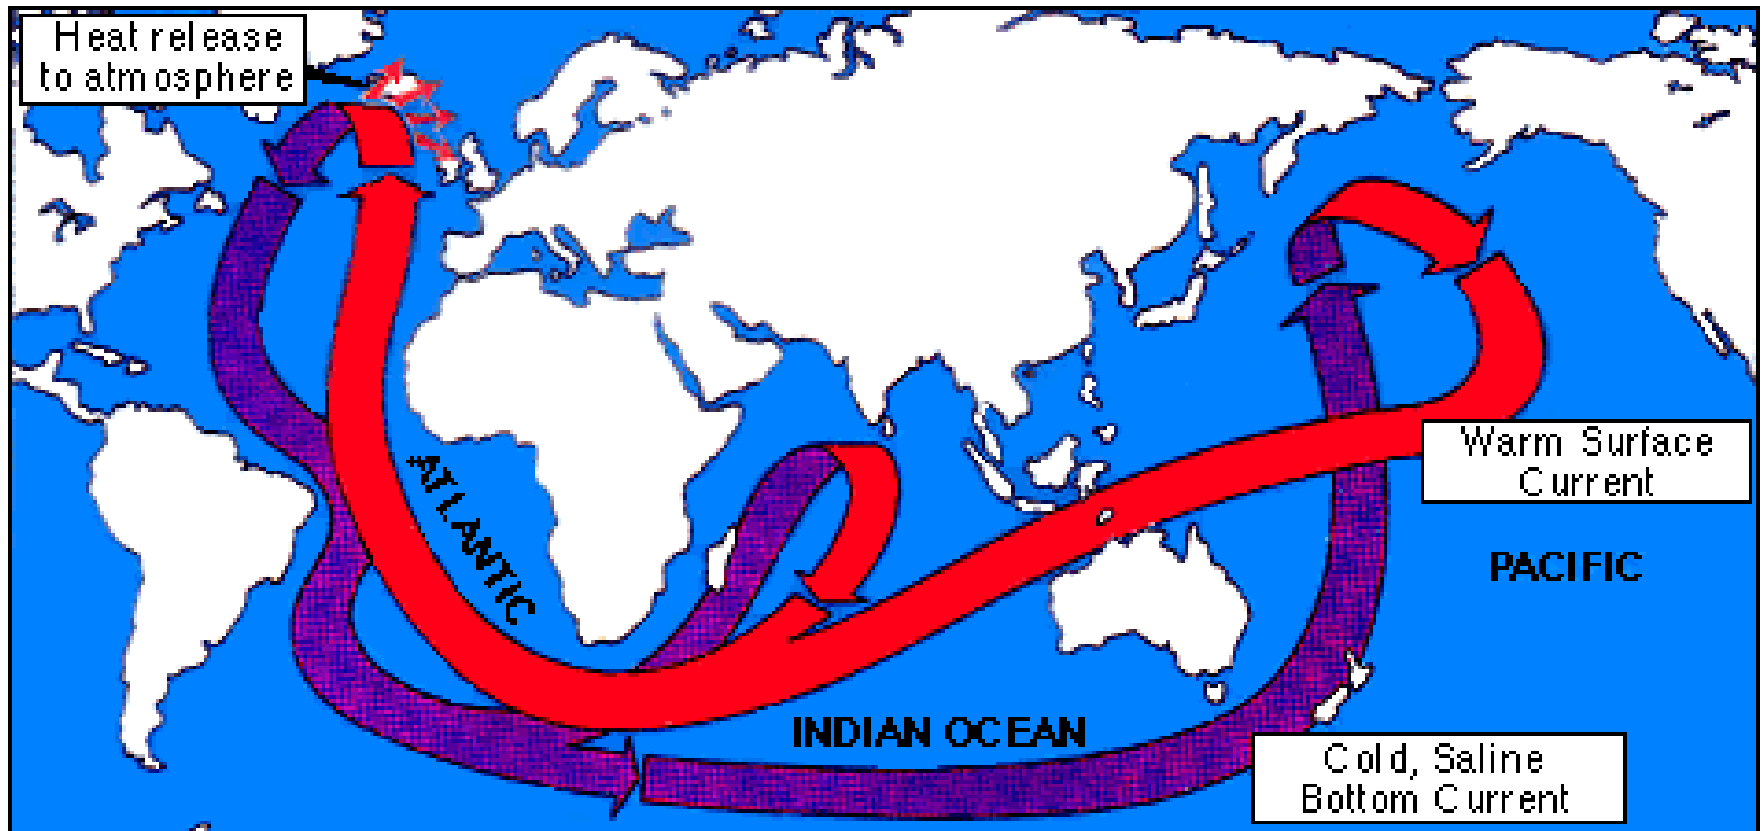 Heat release
to atmosphere
ATLANTIC
Warm Surface
Current
PACIFIC
INDIAN OCEAN
Cold, Saline
Bottom Current